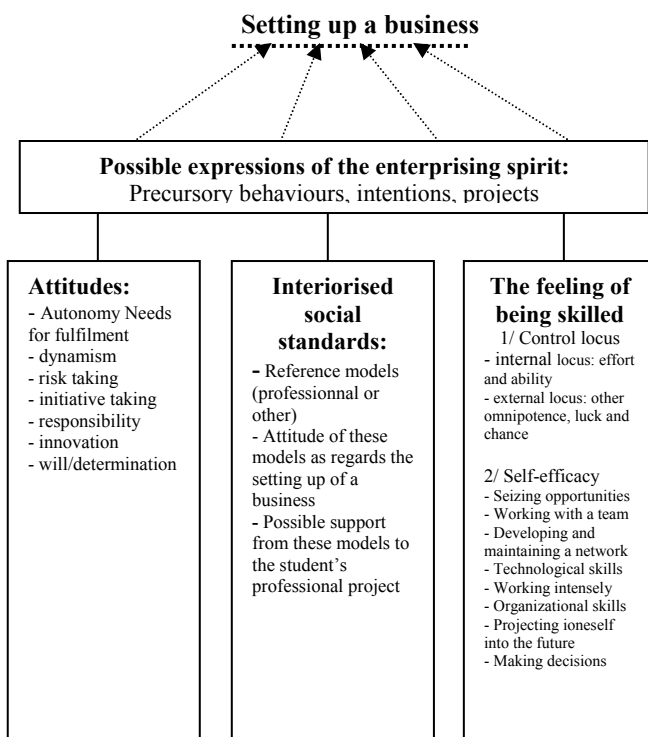 Setting up a business
Possible expressions of the enterprising spirit:
Precursory behaviours, intentions, projects
Attitudes:
- Autonomy Needs
for fulfilment
- dynamism
- risk taking
- initiative taking
- responsibility
- innovation
- will/determination
Interiorised
social
standards:
- Reference models
(professionnal or
other)
- Attitude of these
models as regards the
setting up of a
business
- Possible support
from these models to
the student's
professional project
The feeling of
being skilled
1/ Control locus
- internal locus: effort
and ability
- external locus: other
omnipotence, luck and
chance
2/ Self-efficacy
- Seizing opportunities
- Working with a team
- Developing and
maintaining a network
- Technological skills
- Working intensely
- Organizational skills
- Projecting ioneself
into the future
- Making decisions